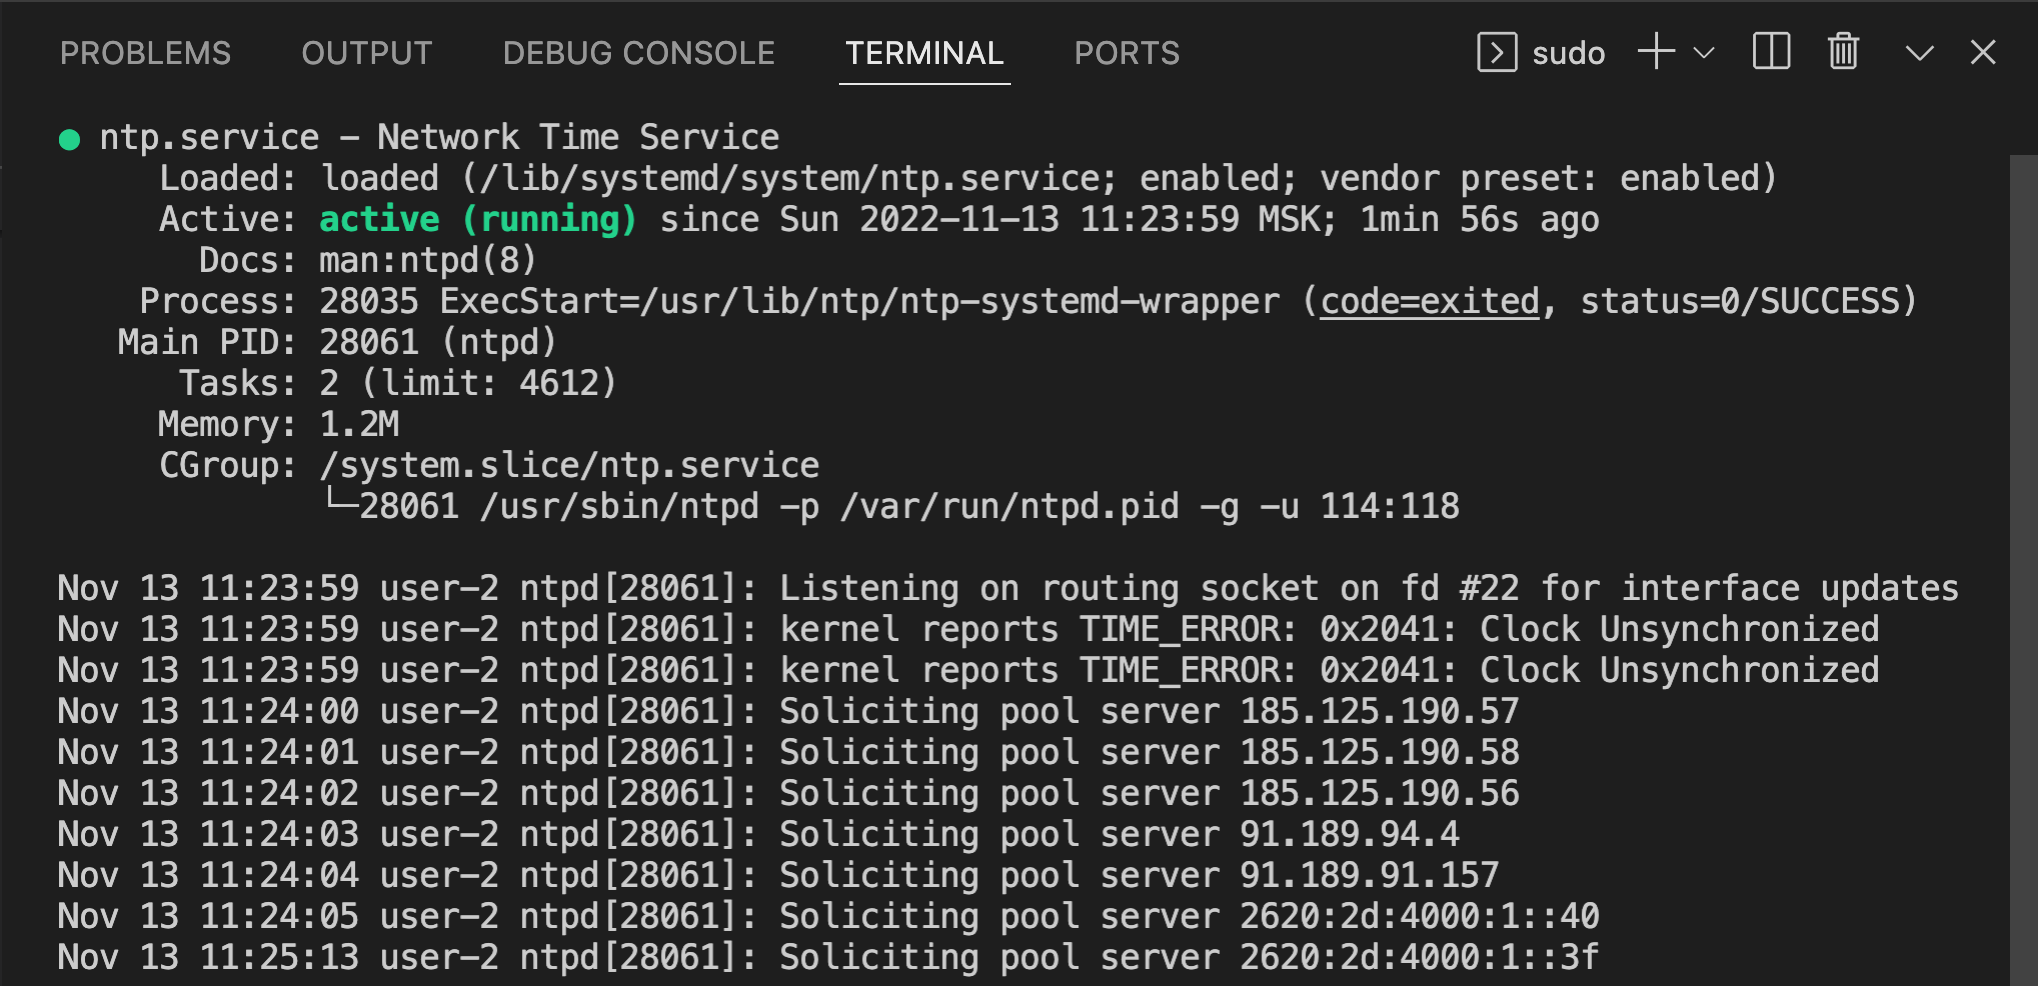 PROBLEMS OUTPUT DEBUG CONSOLE TERMINAL PORTS sudo
● ntp.service – Network Time Service
Loaded: loaded (/lib/systemd/system/ntp.service; enabled; vendor preset: enabled)
Active: active (running) since Sun 2022-11-13 11:23:59 MSK; 1min 56s ago
Docs: man:ntpd(8)
Process: 28035 ExecStart=/usr/lib/ntp/ntp-systemd-wrapper (code=exited, status=0/SUCCESS)
Main PID: 28061 (ntpd)
Tasks: 2 (limit: 4612)
Memory: 1.2M
CGroup: /system.slice/ntp.service
└─28061 /usr/sbin/ntpd -p /var/run/ntpd.pid -g -u 114:118
Nov 13 11:23:59 user-2 ntpd[28061]: Listening on routing socket on fd #22 for interface updates
Nov 13 11:23:59 user-2 ntpd[28061]: kernel reports TIME_ERROR: 0x2041: Clock Unsynchronized
Nov 13 11:23:59 user-2 ntpd[28061]: kernel reports TIME_ERROR: 0x2041: Clock Unsynchronized
Nov 13 11:24:00 user-2 ntpd[28061]: Soliciting pool server 185.125.190.57
Nov 13 11:24:01 user-2 ntpd[28061]: Soliciting pool server 185.125.190.58
Nov 13 11:24:02 user-2 ntpd[28061]: Soliciting pool server 185.125.190.56
Nov 13 11:24:03 user-2 ntpd[28061]: Soliciting pool server 91.189.94.4
Nov 13 11:24:04 user-2 ntpd[28061]: Soliciting pool server 91.189.91.157
Nov 13 11:24:05 user-2 ntpd[28061]: Soliciting pool server 2620:2d:4000:1::40
Nov 13 11:25:13 user-2 ntpd[28061]: Soliciting pool server 2620:2d:4000:1::3f